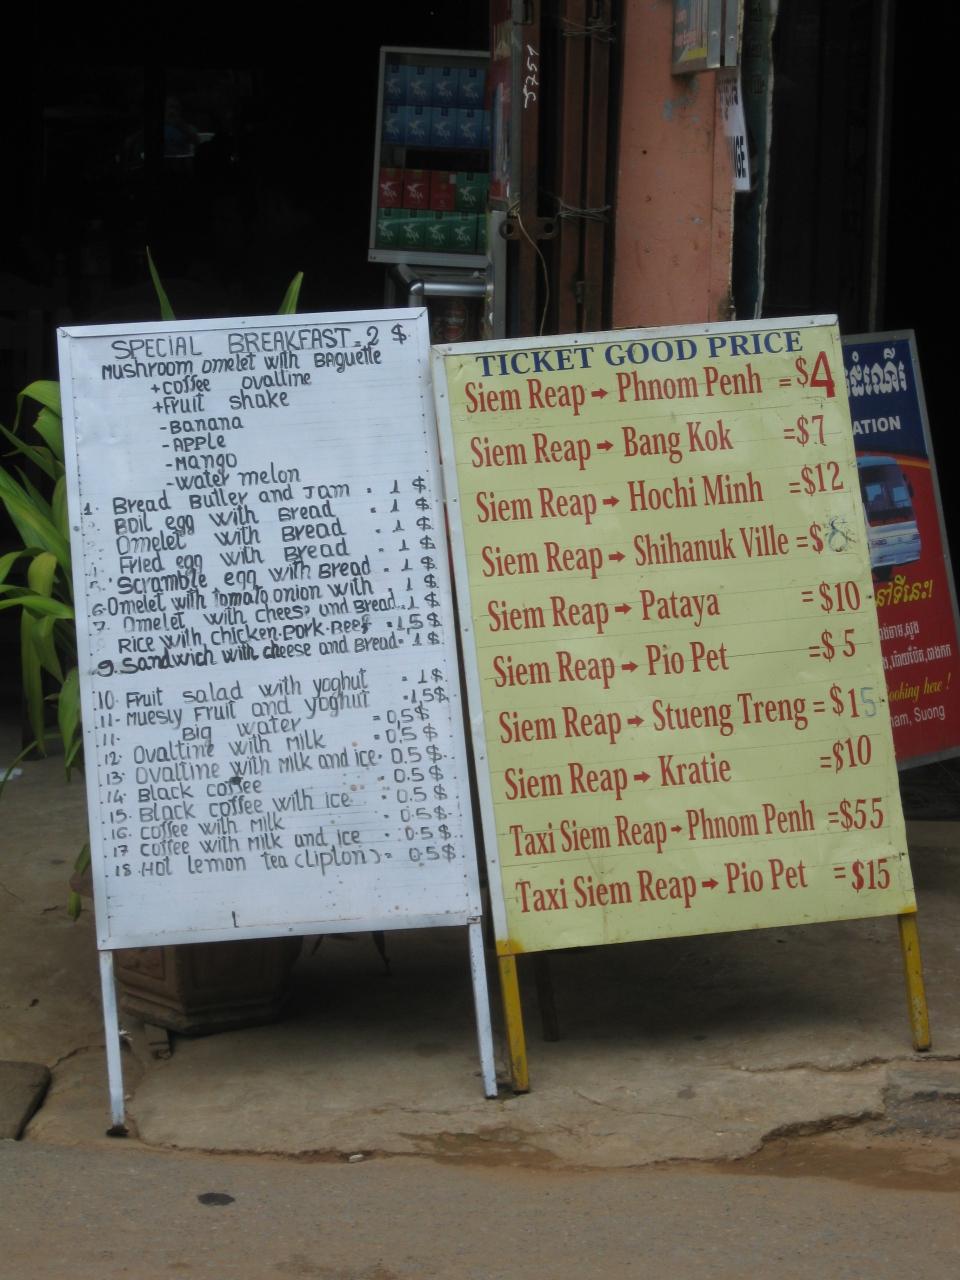 SPECIAL BREAKFAST = 2 $
Mushroom omelet with Baguette
+ coffee ovaltine
+ Fruit shake
- Banana
- Apple
- Mango
- water melon
1. Bread Butter and Jam = 1 $
Boil egg with Bread = 1 $
Omelet with Bread = 1 $
Fried egg with Bread = 1 $
Scramble egg with Bread = 1 $
6. Omelet with tomato onion with 1 $
7. Omelet with chees, und Bread = 1 $
Rice with chicken.pork.Beef = 1,5 $
9. Sandwich with cheese and Bread = 1 $
10. Fruit salad with yoghut = 1 $
11. Muesly Fruit and yoghut = 1.5 $
11. Big water = 0,5 $
12. Ovaltine with Milk = 0,5 $
13. Ovaltine with Milk and ice = 0.5 $
14. Black coffee = 0.5 $
15. Black coffee with ice = 0.5 $
16. coffee with Milk = 0.5 $
17 coffee with Milk and ice = 0.5 $
18. Hot lemon tea (Lipton) = 0.5 $
TICKET GOOD PRICE
Siem Reap → Phnom Penh = $4
Siem Reap → Bang Kok =$7
Siem Reap → Hochi Minh =$12
Siem Reap → Shihanuk Ville =$8
Siem Reap → Pataya = $10
Siem Reap → Pio Pet =$ 5
Siem Reap → Stueng Treng = $15
Siem Reap → Kratie =$10
Taxi Siem Reap → Phnom Penh =$55
Taxi Siem Reap → Pio Pet = $15
ATION
ooking here !
nam, Suong